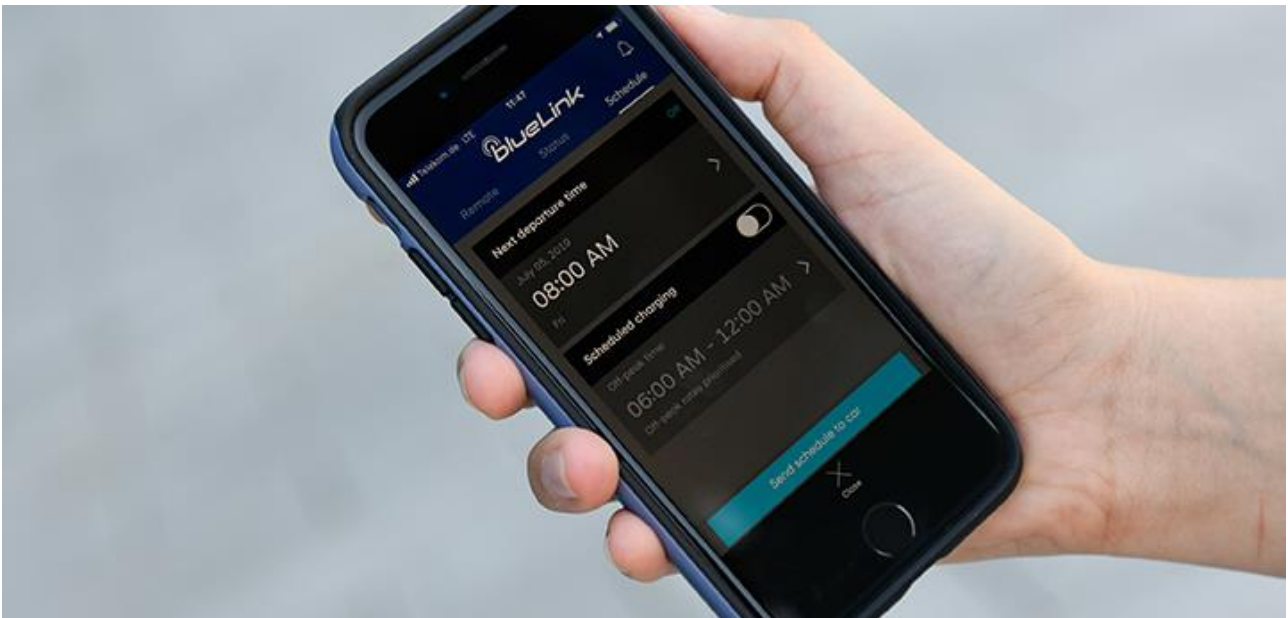 Telekom.de LTE 11:47
blueLink
Remote Status Schedule
Next departure time Off
July 05, 2019
08:00 AM
Fri
Scheduled charging
Off-peak time
06:00 AM - 12:00 AM
Off-peak only prioritised
Send schedule to car
Close